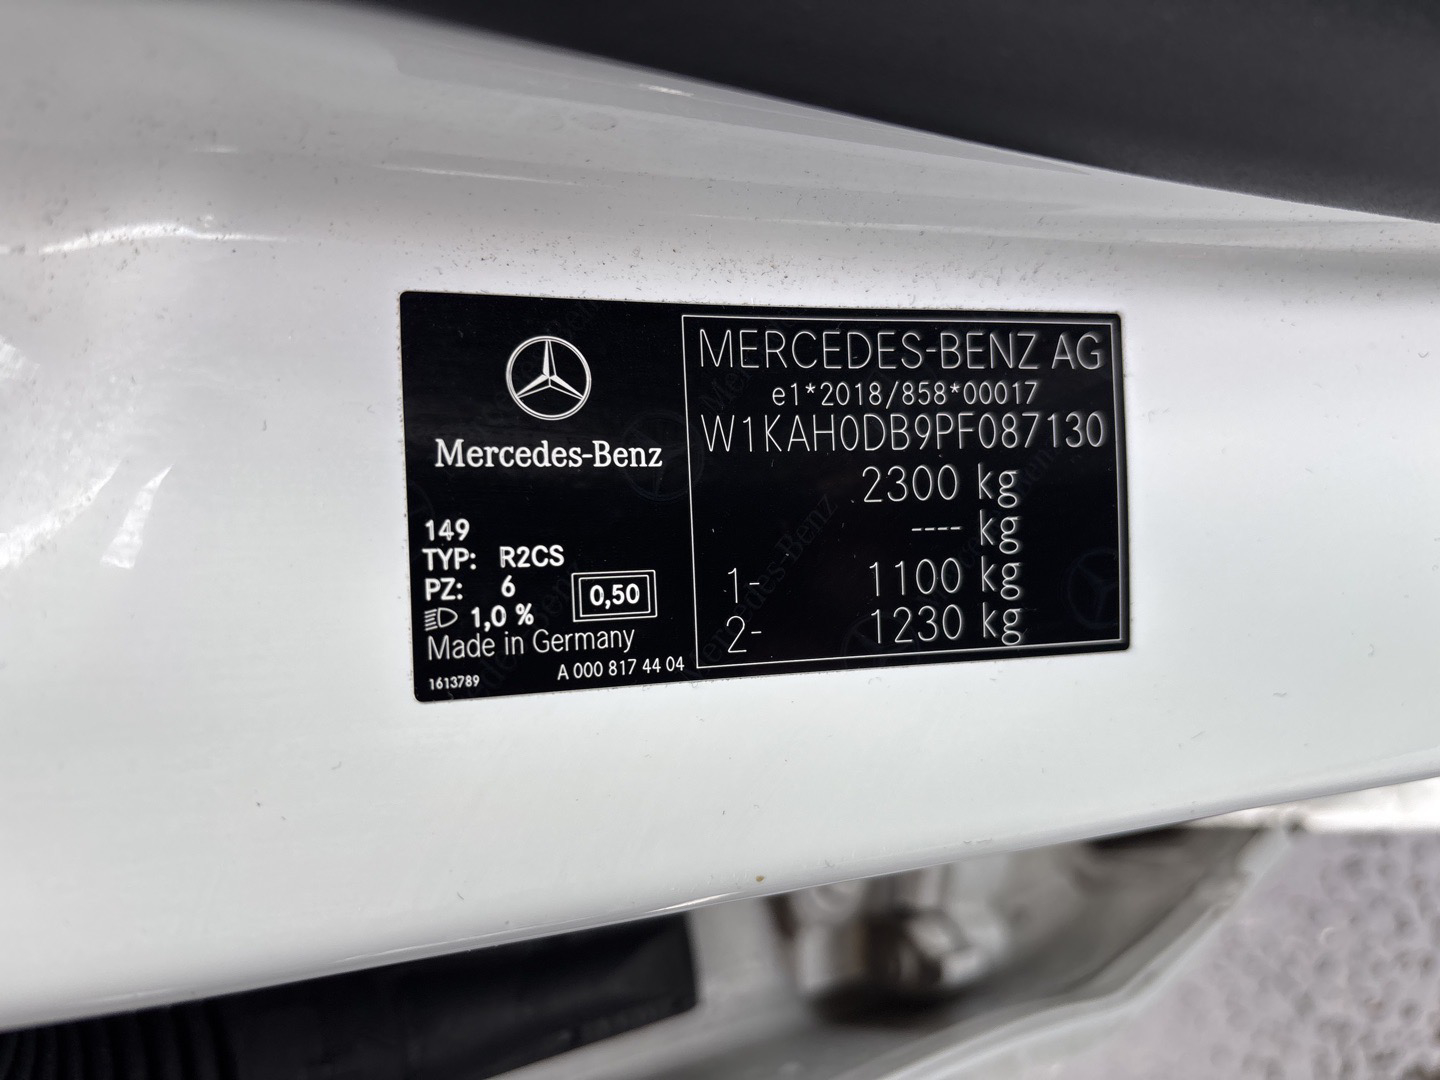 Mercedes-Benz
149
TYP: R2CS
PZ: 6
1,0 %
0,50
Made in Germany
1613789
A 000 817 44 04
MERCEDES-BENZ AG
e1*2018/858*00017
W1KAH0DB9PF087130
2300 kg
---- kg
1- 1100 kg
2- 1230 kg